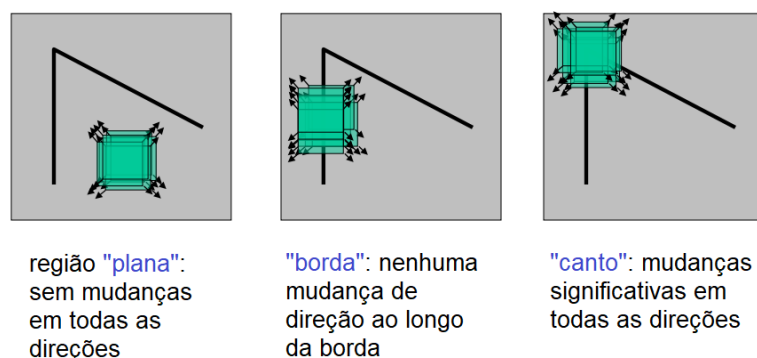 região "plana":
sem mudanças
em todas as
direcões
"borda": nenhuma
mudança de
direção ao longo
da borda
"canto": mudanças
significativas em
todas as direções